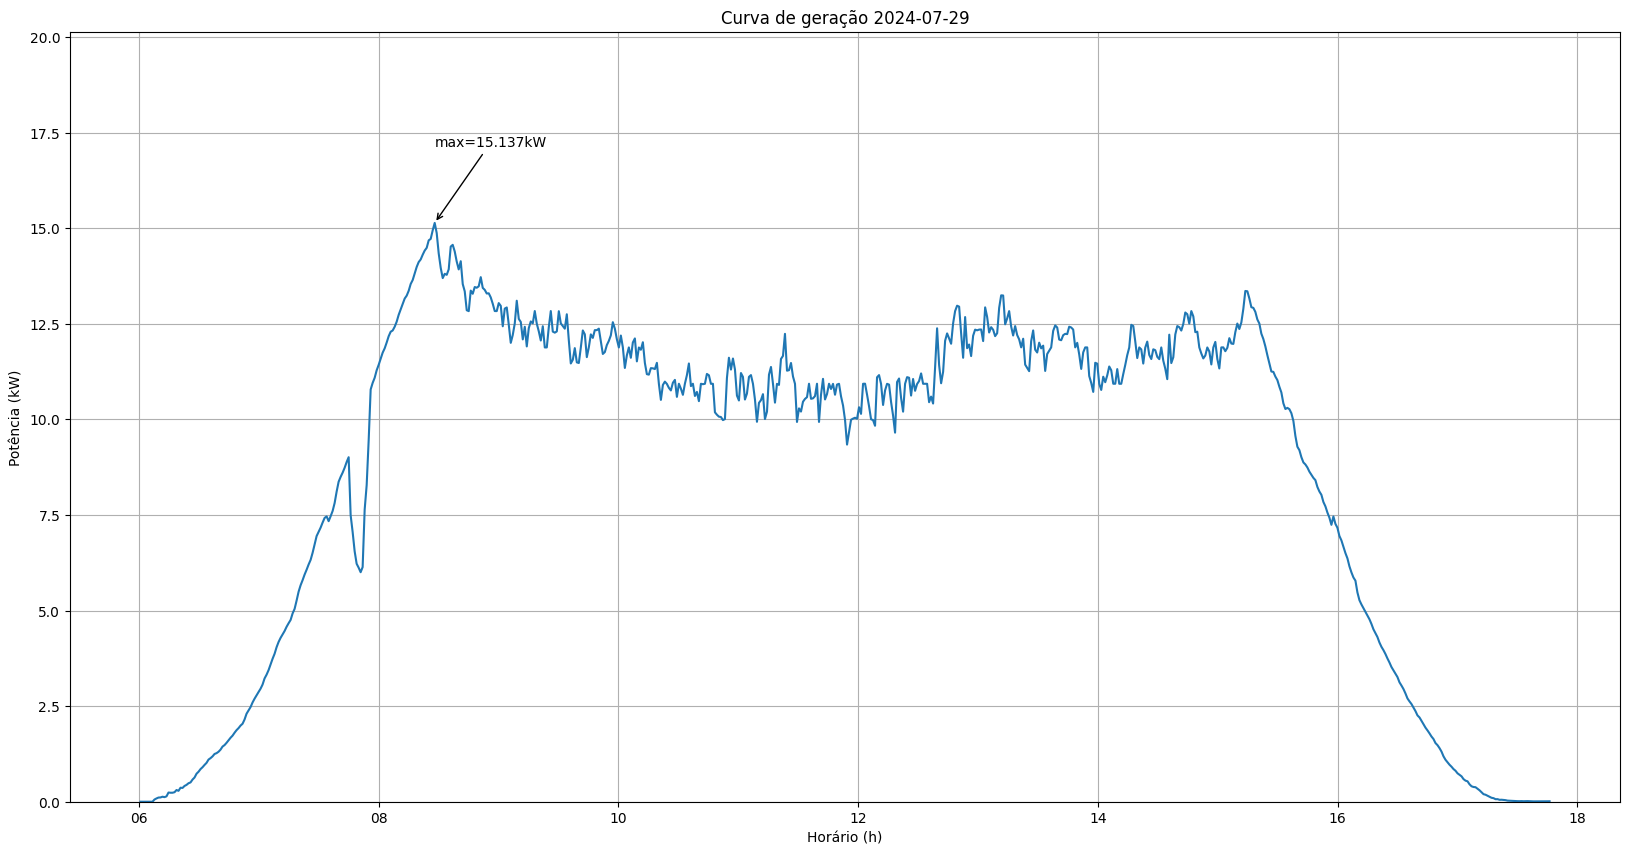 Curva de geração 2024-07-29
20.0
17.5
15.0
12.5
10.0
7.5
5.0
2.5
0.0
Potência (kW)
max=15.137kW
06 08 10 12 14 16 18
Horário (h)